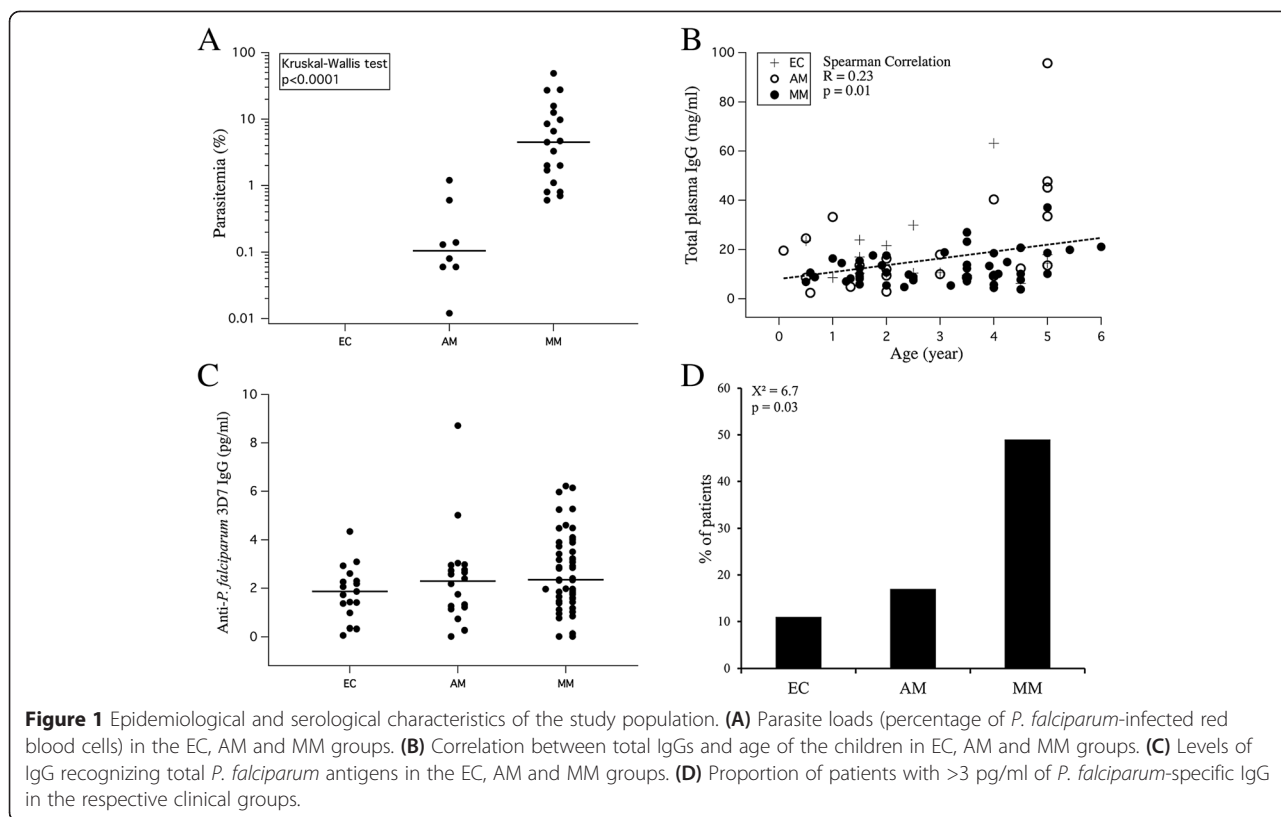 A
Kruskal-Wallis test
p<0.0001
Parasitemia (%)
100
10
1
0.1
0.01
EC AM MM
B
EC
AM
MM
Spearman Correlation
R = 0.23
p = 0.01
Total plasma IgG (mg/ml)
100
80
60
40
20
0
0 1 2 3 4 5 6
Age (year)
C
Anti-P. falciparum 3D7 IgG (pg/ml)
10
8
6
4
2
0
EC AM MM
D
X² = 6.7
p = 0.03
% of patients
60
50
40
30
20
10
0
EC AM MM
Figure 1 Epidemiological and serological characteristics of the study population. (A) Parasite loads (percentage of P. falciparum-infected red
blood cells) in the EC, AM and MM groups. (B) Correlation between total IgGs and age of the children in EC, AM and MM groups. (C) Levels of
IgG recognizing total P. falciparum antigens in the EC, AM and MM groups. (D) Proportion of patients with >3 pg/ml of P. falciparum-specific IgG
in the respective clinical groups.